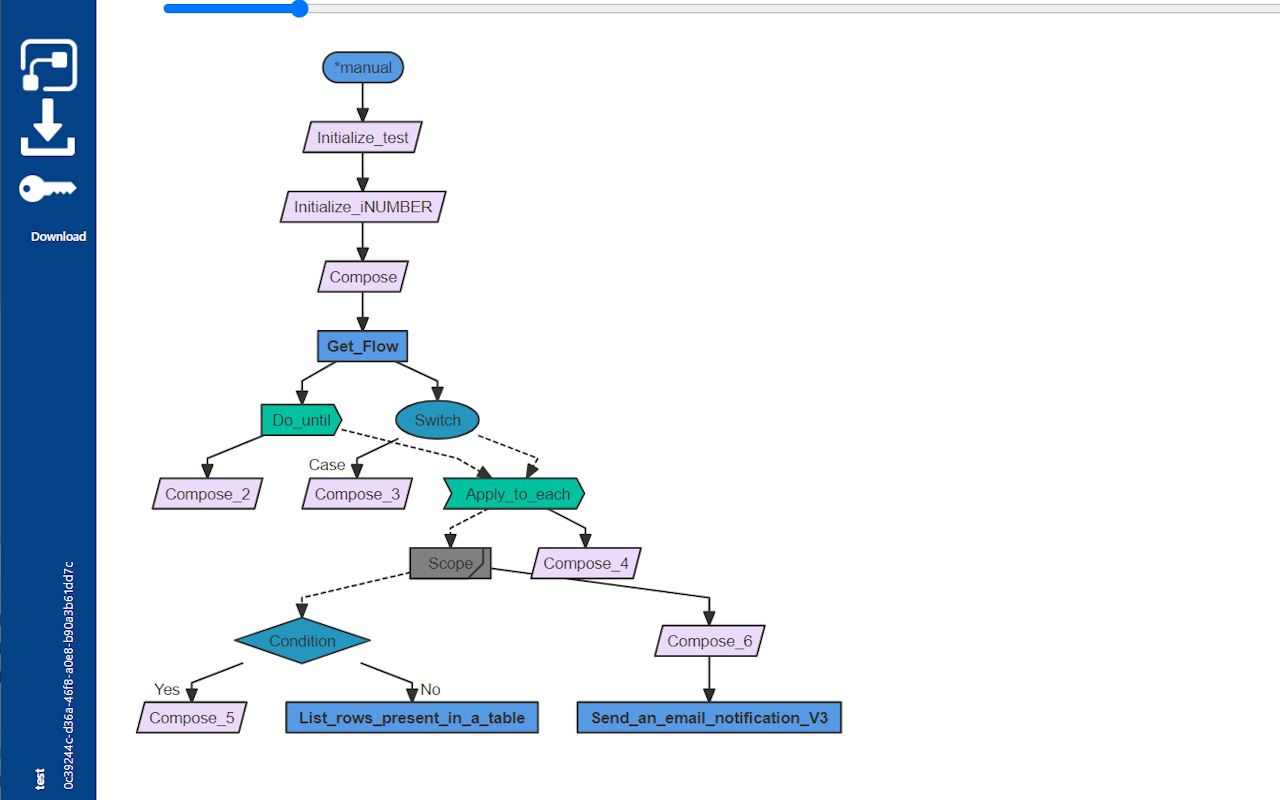 *manual
Initialize_test
Initialize_iNUMBER
Compose
Get_Flow
Do_until
Switch
Case
Compose_2
Compose_3
Apply_to_each
Scope
Compose_4
Condition
Compose_6
Yes
No
Compose_5
List_rows_present_in_a_table
Send_an_email_notification_V3
Download
test
0c39244c-d36a-46f8-a0e8-b90a3b61dd7c